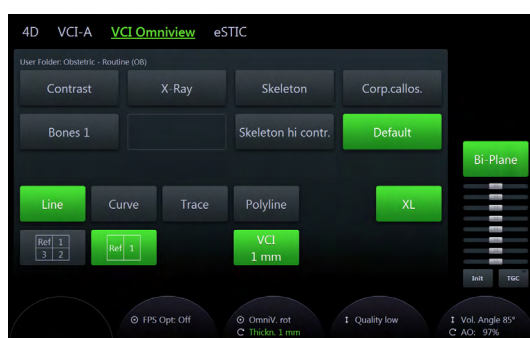 4D VCI-A VCI Omniview eSTIC
User Folder: Obstetric - Routine (OB)
Contrast X-Ray Skeleton Corp.callos.
Bones 1 Skeleton hi contr. Default
Bi-Plane
Line Curve Trace Polyline XL
Ref 1
3 2
Ref 1
VCI
1 mm
Init TGC
FPS Opt: Off
OmniV. rot
Thickn. 1 mm
Quality low
Vol. Angle 85°
AO: 97%